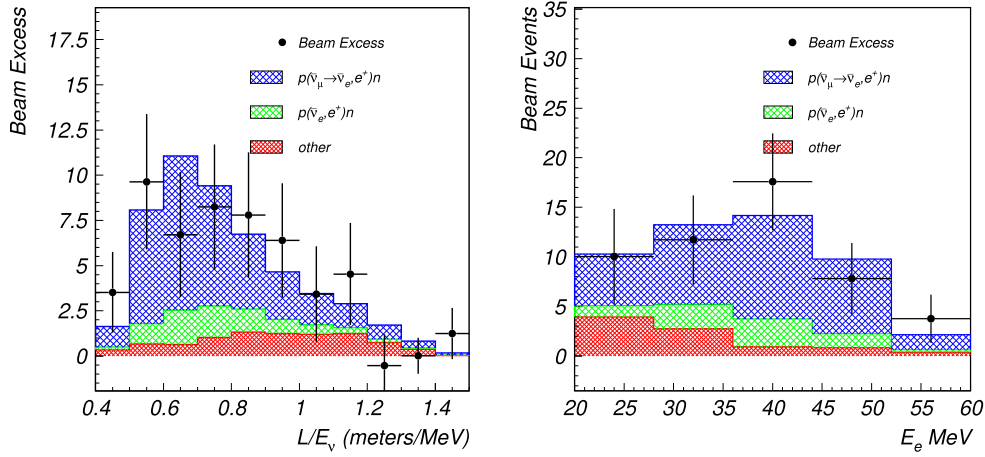 Beam Excess
17.5
15
12.5
10
7.5
5
2.5
0
0.4 0.6 0.8 1 1.2 1.4
L/Eν (meters/MeV)
Beam Excess
p(ν̄μ→ν̄e,e⁺)n
p(ν̄e,e⁺)n
other
Beam Events
35
30
25
20
15
10
5
0
20 25 30 35 40 45 50 55 60
Ee MeV
Beam Excess
p(ν̄μ→ν̄e,e⁺)n
p(ν̄e,e⁺)n
other